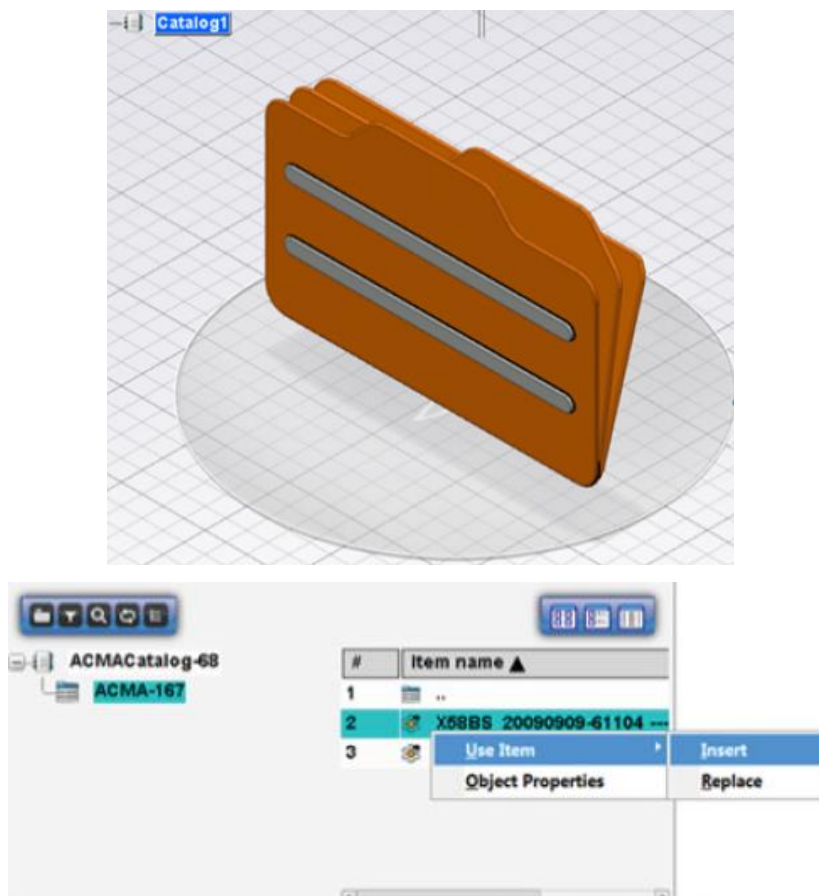 Catalog1
ACMACatalog-68
ACMA-167
# Item name ▲
1 ..
2 X58BS_20090909-61104 ---
3
Use Item
Object Properties
Insert
Replace